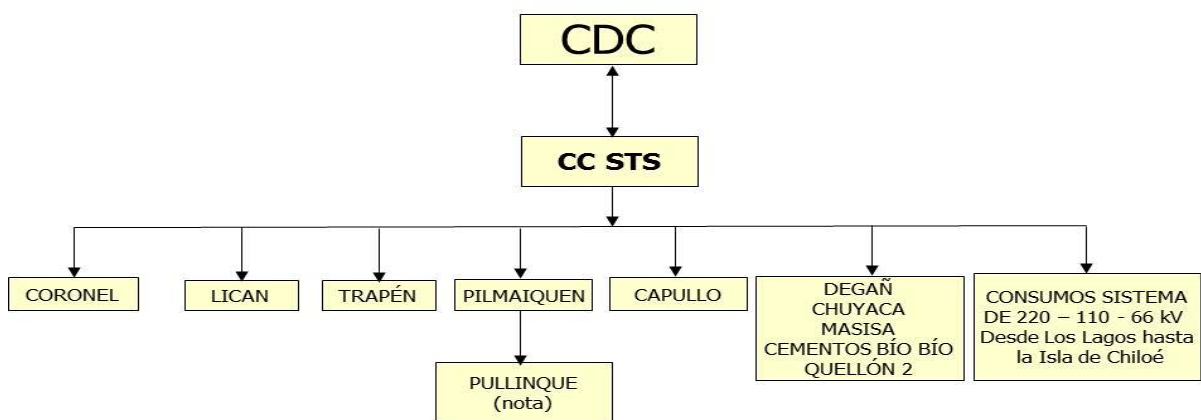 CDC
CC STS
CORONEL
LICAN
TRAPÉN
PILMAIQUEN
CAPULLO
DEGAÑ
CHUYACA
MASISA
CEMENTOS BÍO BÍO
QUELLÓN 2
CONSUMOS SISTEMA
DE 220 – 110 - 66 kV
Desde Los Lagos hasta
la Isla de Chiloé
PULLINQUE
(nota)